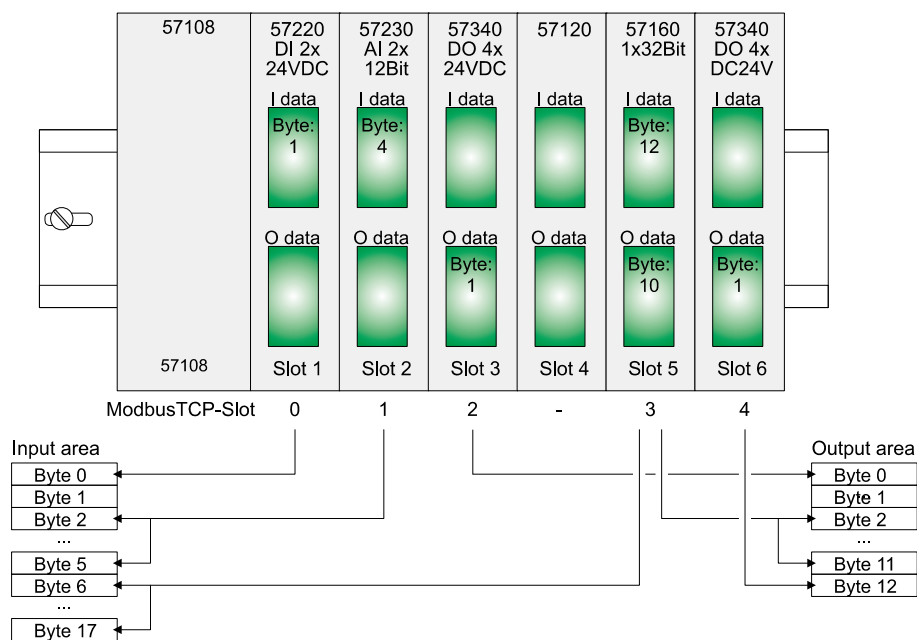 57108
57220
DI 2x
24VDC
57230
AI 2x
12Bit
57340
DO 4x
24VDC
57120
57160
1x32Bit
57340
DO 4x
DC24V
I data
I data
I data
I data
I data
I data
Byte:
1
Byte:
4
Byte:
12
O data
O data
O data
O data
O data
O data
Byte:
1
Byte:
10
Byte:
1
57108
Slot 1
Slot 2
Slot 3
Slot 4
Slot 5
Slot 6
ModbusTCP-Slot
0
1
2
-
3
4
Input area
Byte 0
Byte 1
Byte 2
...
Byte 5
Byte 6
...
Byte 17
Output area
Byte 0
Byte 1
Byte 2
...
Byte 11
Byte 12